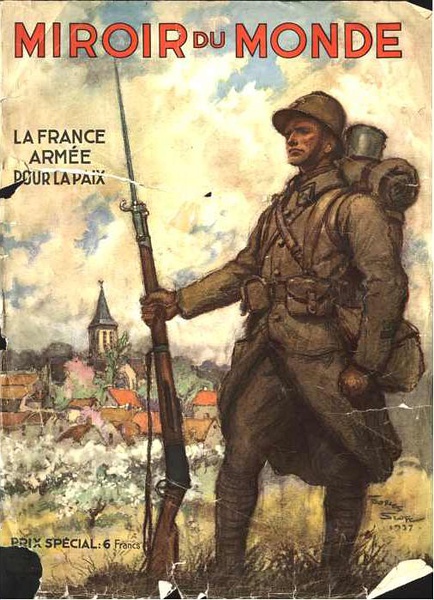 MIROIR DU MONDE
LA FRANCE
ARMÉE
POUR LA PAIX
1937
PRIX SPÉCIAL: 6 Francs